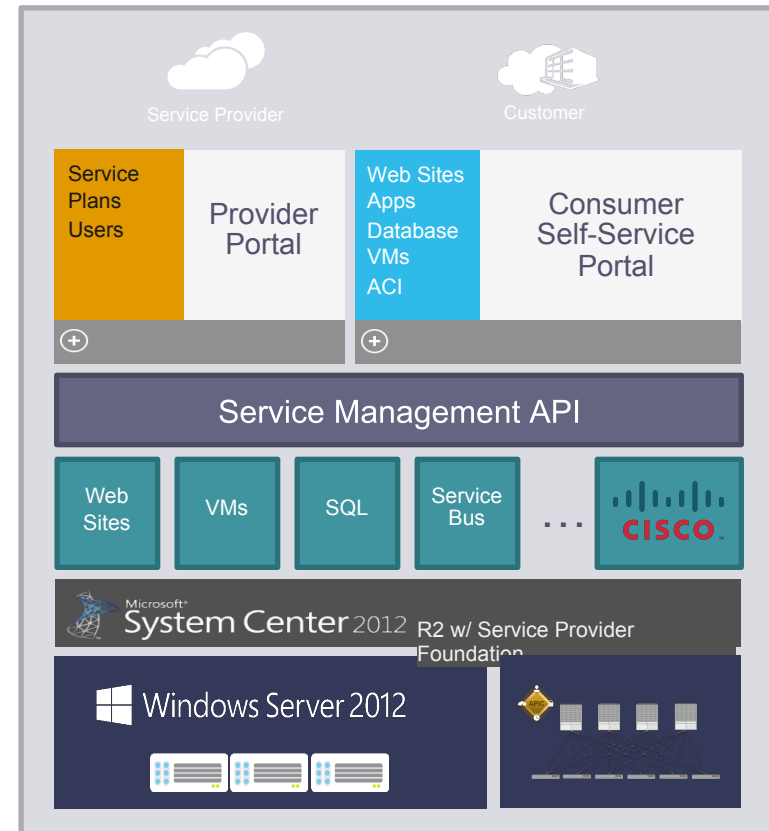 Service Provider
Customer
Service
Plans
Users
Provider
Portal
Web Sites
Apps
Database
VMs
ACI
Consumer
Self-Service
Portal
Service Management API
Web
Sites
VMs
SQL
Service
Bus
...
CISCO
Microsoft
System Center 2012 R2 w/ Service Provider
Foundation
Windows Server 2012
APIC